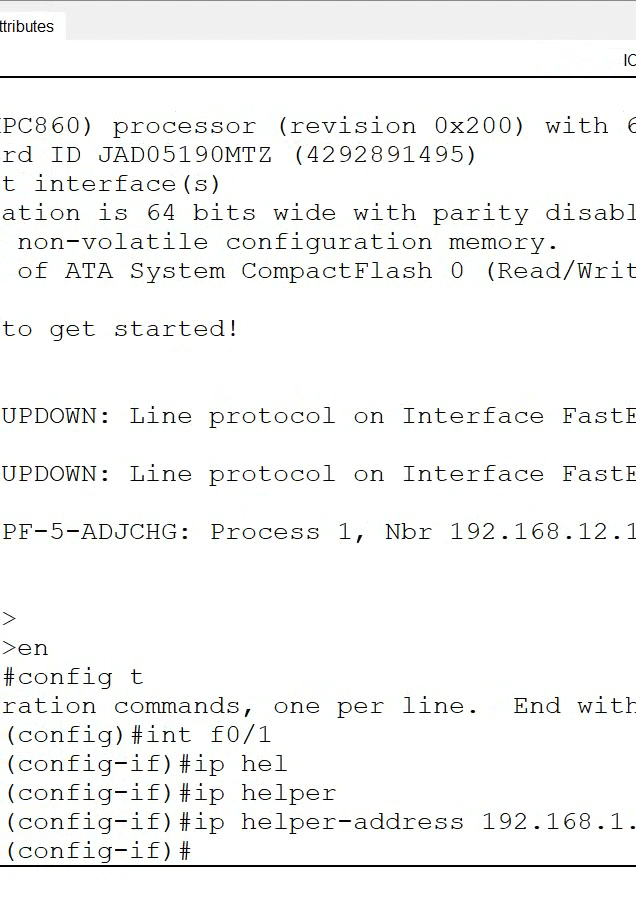 ttributes
IO
PC860) processor (revision 0x200) with 6
rd ID JAD05190MTZ (4292891495)
t interface(s)
ation is 64 bits wide with parity disabl
non-volatile configuration memory.
of ATA System CompactFlash 0 (Read/Writ
to get started!
UPDOWN: Line protocol on Interface FastE
UPDOWN: Line protocol on Interface FastE
PF-5-ADJCHG: Process 1, Nbr 192.168.12.1
>
>en
#config t
ration commands, one per line.  End with
(config)#int f0/1
(config-if)#ip hel
(config-if)#ip helper
(config-if)#ip helper-address 192.168.1.
(config-if)#